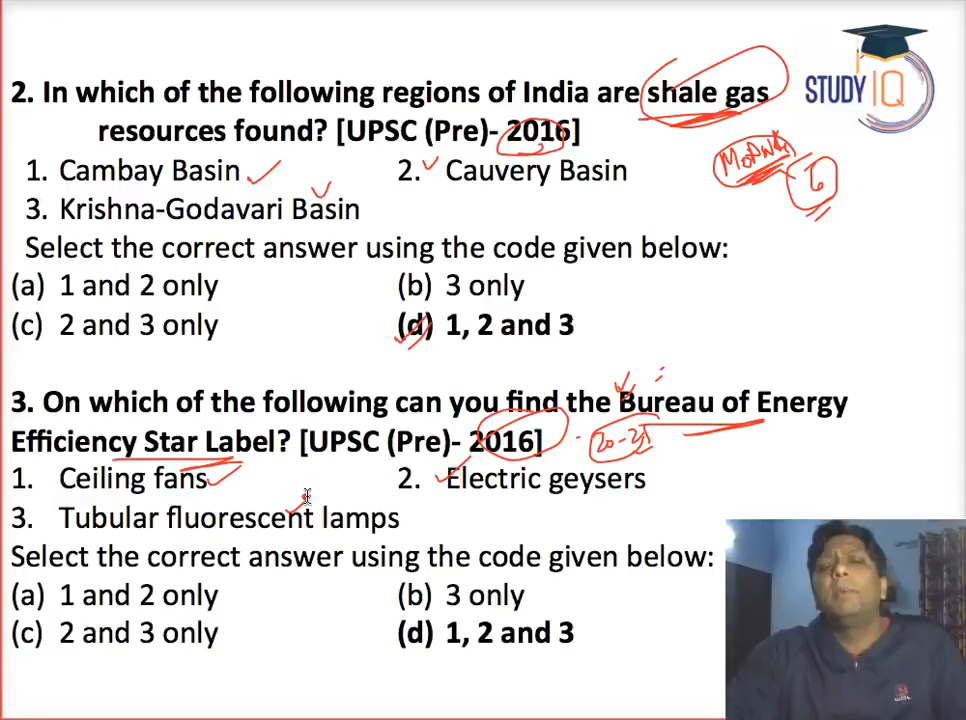 2. In which of the following regions of India are shale gas
resources found? [UPSC (Pre)- 2016]
STUDY IQ
1. Cambay Basin 2. Cauvery Basin
6
3. Krishna-Godavari Basin
Select the correct answer using the code given below:
(a) 1 and 2 only (b) 3 only
(c) 2 and 3 only (d) 1, 2 and 3
3. On which of the following can you find the Bureau of Energy
Efficiency Star Label? [UPSC (Pre)- 2016]
1. Ceiling fans 2. Electric geysers
3. Tubular fluorescent lamps
Select the correct answer using the code given below:
(a) 1 and 2 only (b) 3 only
(c) 2 and 3 only (d) 1, 2 and 3